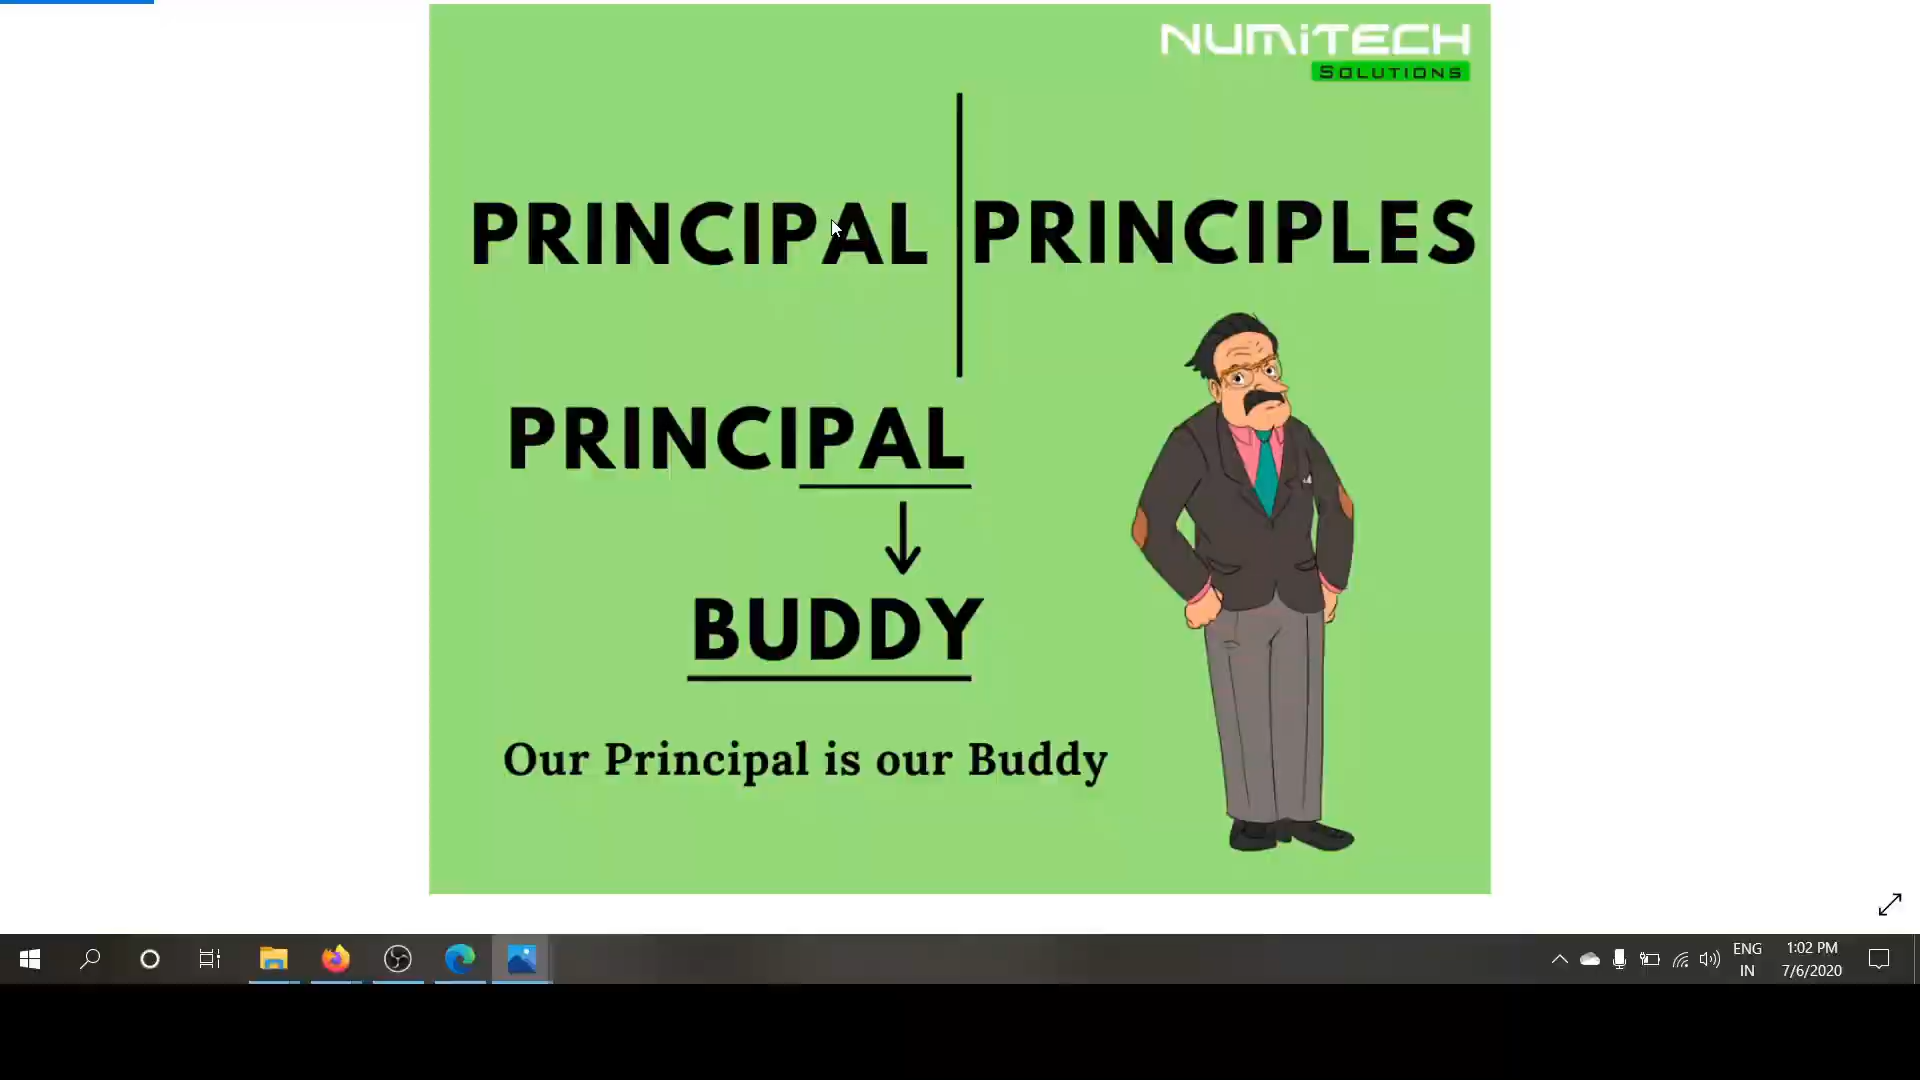 NUMiTECH
SOLUTIONS
PRINCIPAL
PRINCIPLES
PRINCIPAL
BUDDY
Our Principal is our Buddy
ENG
IN
1:02 PM
7/6/2020